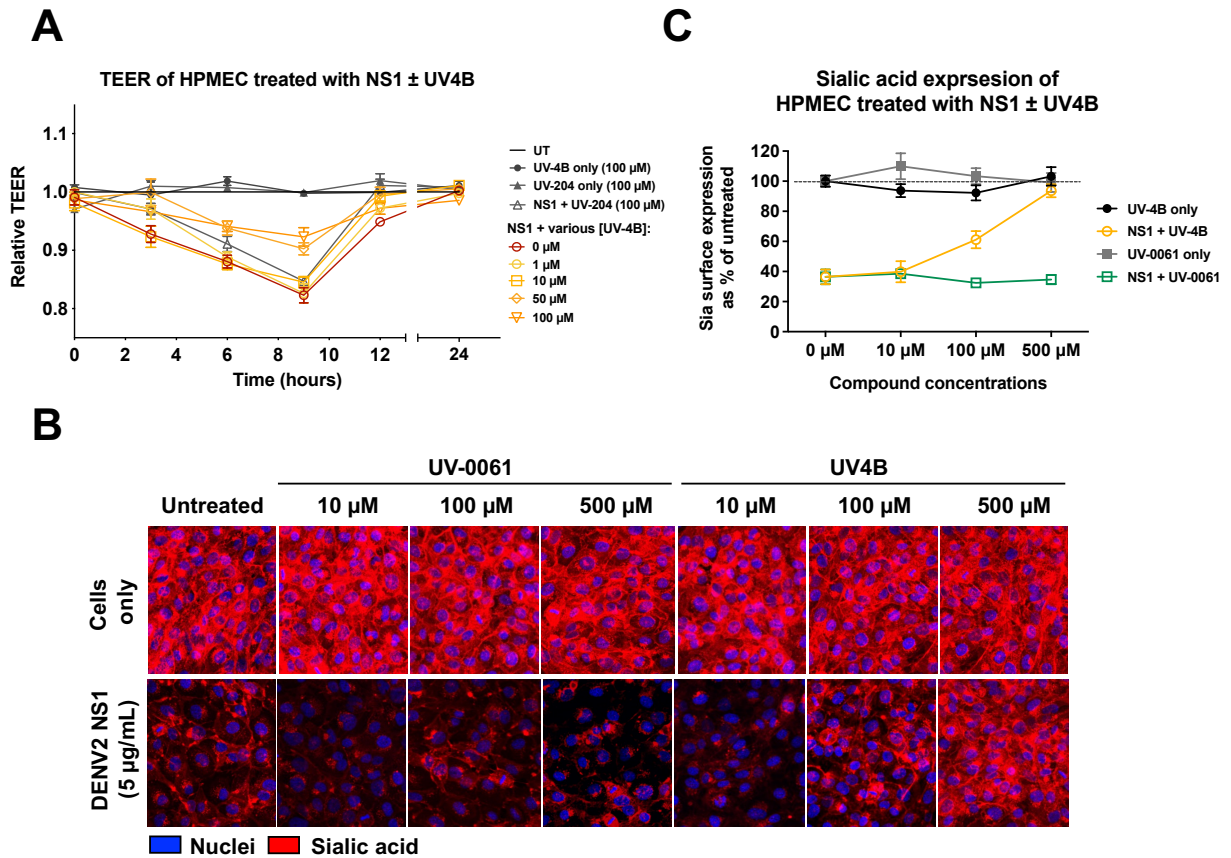 A
TEER of HPMEC treated with NS1 ± UV4B
Relative TEER
1.1
1.0
0.9
0.8
0
2
4
6
8
10
12
24
Time (hours)
UT
UV-4B only (100 µM)
UV-204 only (100 µM)
NS1 + UV-204 (100 µM)
NS1 + various [UV-4B]:
0 µM
1 µM
10 µM
50 µM
100 µM
C
Sialic acid exprsesion of
HPMEC treated with NS1 ± UV4B
Sia surface expression
as % of untreated
120
100
80
60
40
20
0
0 µM
10 µM
100 µM
500 µM
Compound concentrations
UV-4B only
NS1 + UV-4B
UV-0061 only
NS1 + UV-0061
B
UV-0061
UV4B
Untreated
10 µM
100 µM
500 µM
10 µM
100 µM
500 µM
Cells
only
DENV2 NS1
(5 µg/mL)
Nuclei
Sialic acid